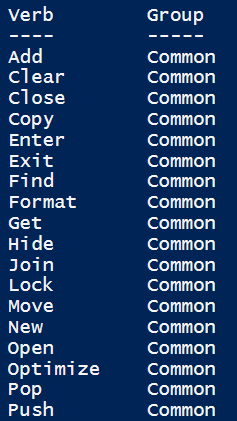 Verb Group
---- -----
Add Common
Clear Common
Close Common
Copy Common
Enter Common
Exit Common
Find Common
Format Common
Get Common
Hide Common
Join Common
Lock Common
Move Common
New Common
Open Common
Optimize Common
Pop Common
Push Common